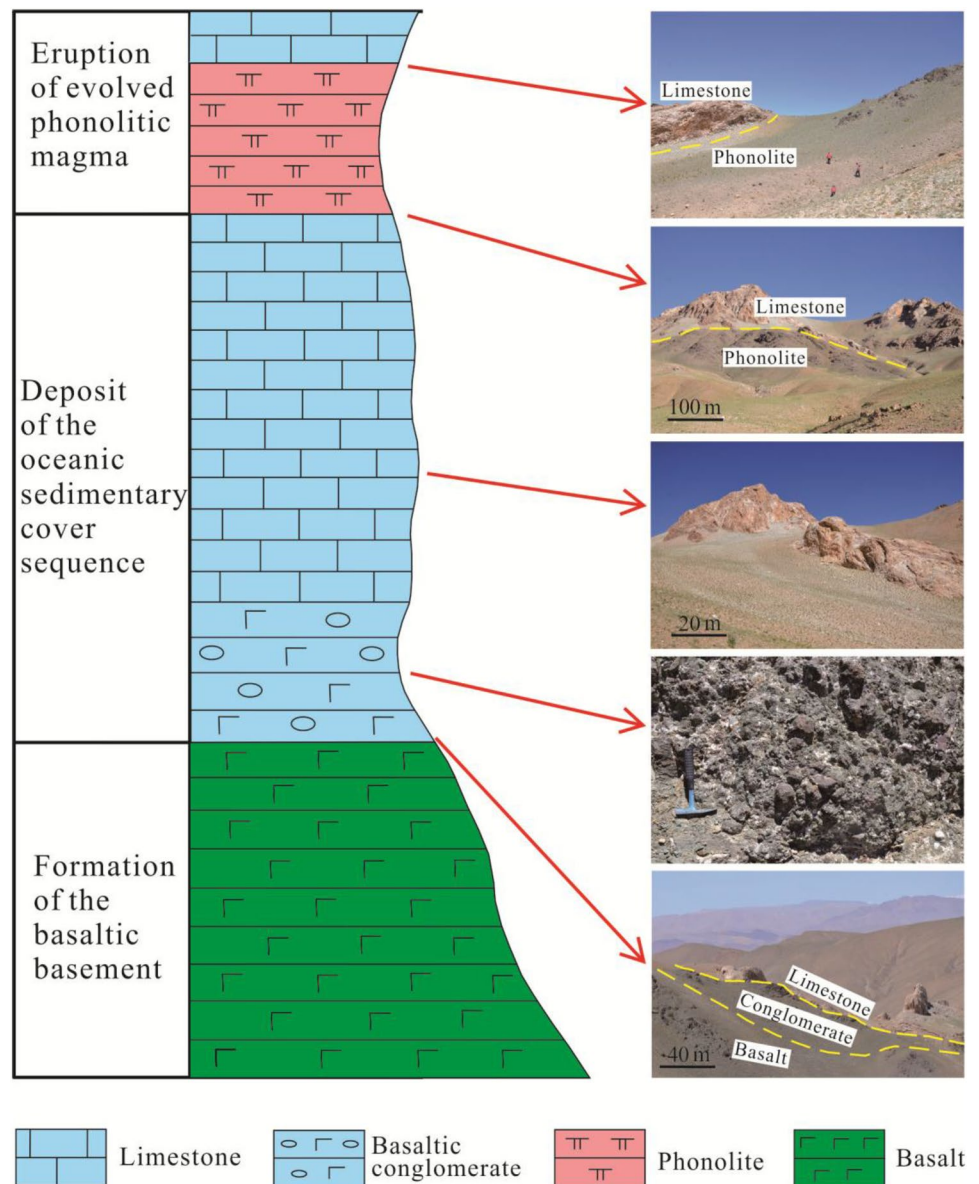 Eruption
of evolved
phonolitic
magma
Deposit
of the
oceanic
sedimentary
cover
sequence
Formation
of the
basaltic
basement
Limestone
Phonolite
Limestone
Phonolite
100 m
20 m
Limestone
Conglomerate
Basalt
40 m
Limestone
Basaltic
conglomerate
Phonolite
Basalt